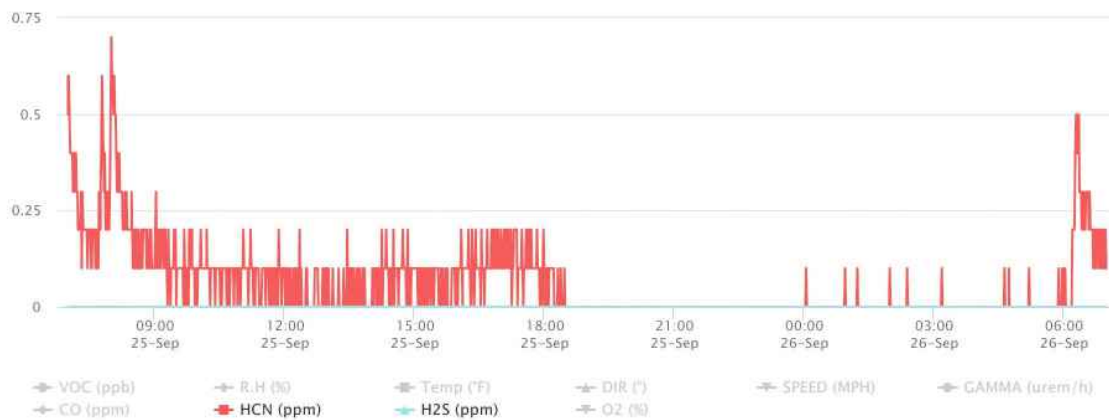 0.75
0.5
0.25
0
09:00 12:00 15:00 18:00 21:00 00:00 03:00 06:00
25-Sep 25-Sep 25-Sep 25-Sep 25-Sep 26-Sep 26-Sep 26-Sep
VOC (ppb) R.H (%) Temp (°F) DIR (°) SPEED (MPH) GAMMA (urem/h)
CO (ppm) HCN (ppm) H2S (ppm) O2 (%)